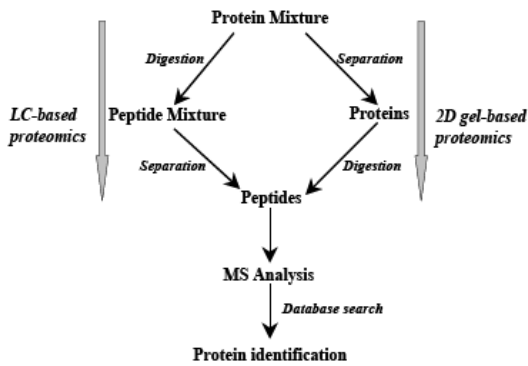 Protein Mixture
Digestion
Separation
LC-based
proteomics
Peptide Mixture
Proteins
2D gel-based
proteomics
Separation
Digestion
Peptides
MS Analysis
Database search
Protein identification